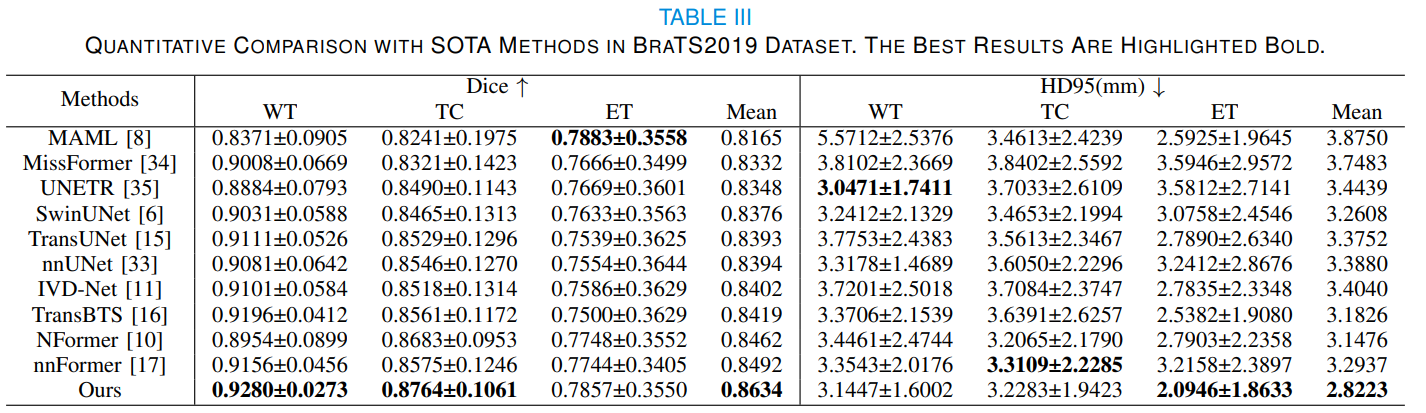 TABLE III
QUANTITATIVE COMPARISON WITH SOTA METHODS IN BRATS2019 DATASET. THE BEST RESULTS ARE HIGHLIGHTED BOLD.
Methods Dice ↑ HD95(mm) ↓
WT TC ET Mean WT TC ET Mean
MAML [8] 0.8371±0.0905 0.8241±0.1975 0.7883±0.3558 0.8165 5.5712±2.5376 3.4613±2.4239 2.5925±1.9645 3.8750
MissFormer [34] 0.9008±0.0669 0.8321±0.1423 0.7666±0.3499 0.8332 3.8102±2.3669 3.8402±2.5592 3.5946±2.9572 3.7483
UNETR [35] 0.8884±0.0793 0.8490±0.1143 0.7669±0.3601 0.8348 3.0471±1.7411 3.7033±2.6109 3.5812±2.7141 3.4439
SwinUNet [6] 0.9031±0.0588 0.8465±0.1313 0.7633±0.3563 0.8376 3.2412±2.1329 3.4653±2.1994 3.0758±2.4546 3.2608
TransUNet [15] 0.9111±0.0526 0.8529±0.1296 0.7539±0.3625 0.8393 3.7753±2.4383 3.5613±2.3467 2.7890±2.6340 3.3752
nnUNet [33] 0.9081±0.0642 0.8546±0.1270 0.7554±0.3644 0.8394 3.3178±1.4689 3.6050±2.2296 3.2412±2.8676 3.3880
IVD-Net [11] 0.9101±0.0584 0.8518±0.1314 0.7586±0.3629 0.8402 3.7201±2.5018 3.7084±2.3747 2.7835±2.3348 3.4040
TransBTS [16] 0.9196±0.0412 0.8561±0.1172 0.7500±0.3629 0.8419 3.3706±2.1539 3.6391±2.6257 2.5382±1.9080 3.1826
NFormer [10] 0.8954±0.0899 0.8683±0.0953 0.7748±0.3552 0.8462 3.4461±2.4744 3.2065±2.1790 2.7903±2.2358 3.1476
nnFormer [17] 0.9156±0.0456 0.8575±0.1246 0.7744±0.3405 0.8492 3.3543±2.0176 3.3109±2.2285 3.2158±2.3897 3.2937
Ours 0.9280±0.0273 0.8764±0.1061 0.7857±0.3550 0.8634 3.1447±1.6002 3.2283±1.9423 2.0946±1.8633 2.8223